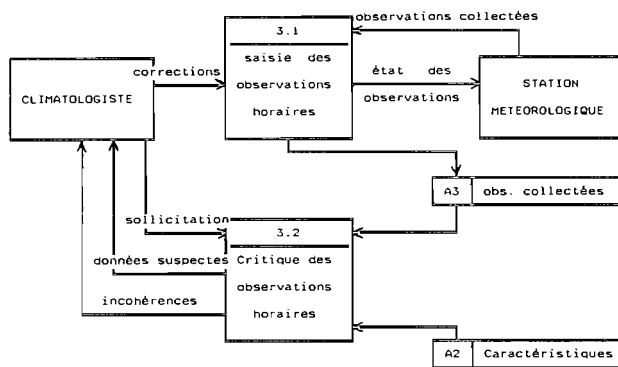 observations collectées
3.1
saisie des
observations
horaires
corrections
état des
observations
CLIMATOLOGISTE
STATION
METEOROLOGIQUE
A3 obs. collectées
sollicitation
3.2
données suspectes
Critique des
observations
horaires
incohérences
A2 Caractéristiques